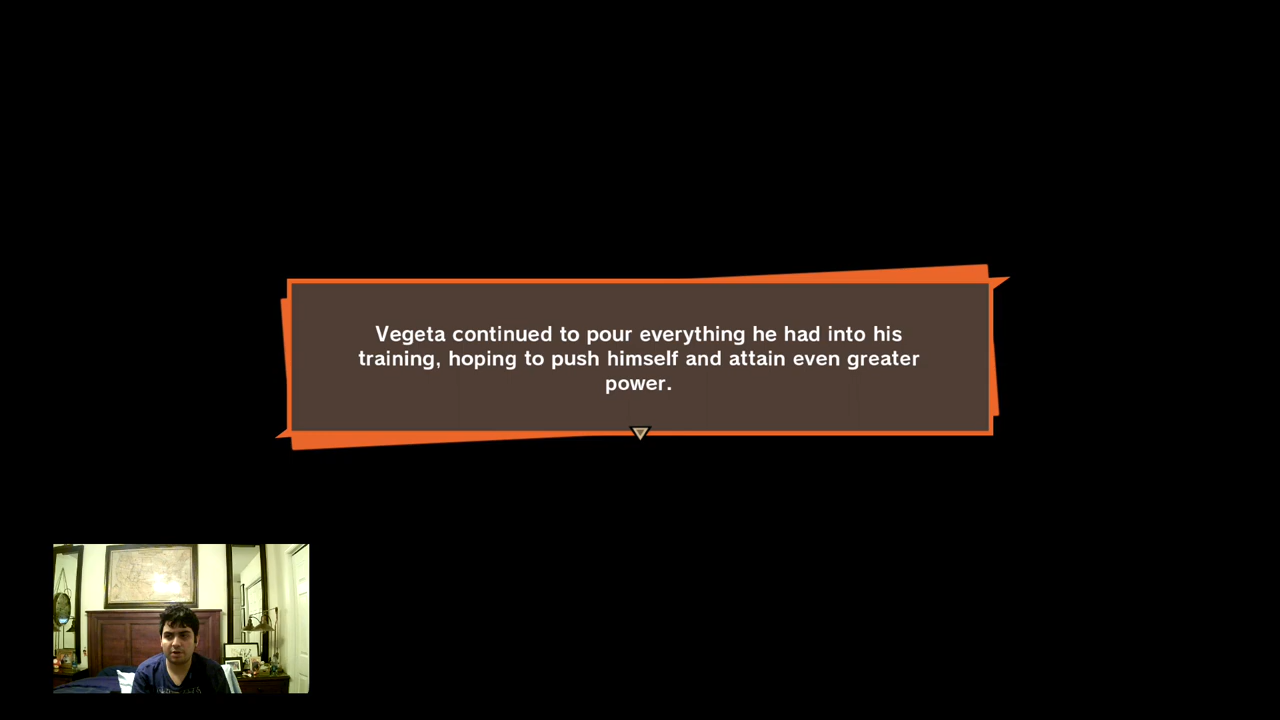 Vegeta continued to pour everything he had into his
training, hoping to push himself and attain even greater
power.